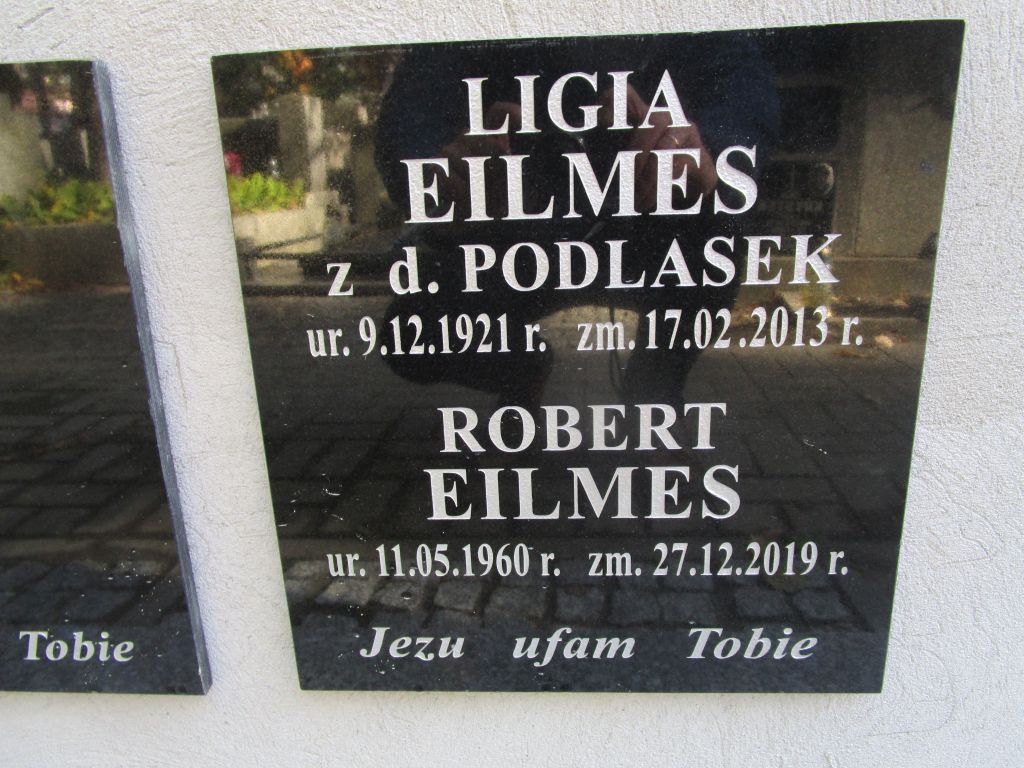 LIGIA
EILMES
z d. PODLASEK
ur. 9.12.1921 r. zm. 17.02.2013 r.
ROBERT
EILMES
ur. 11.05.1960 r. zm. 27.12.2019 r.
Jezu ufam Tobie
Tobie